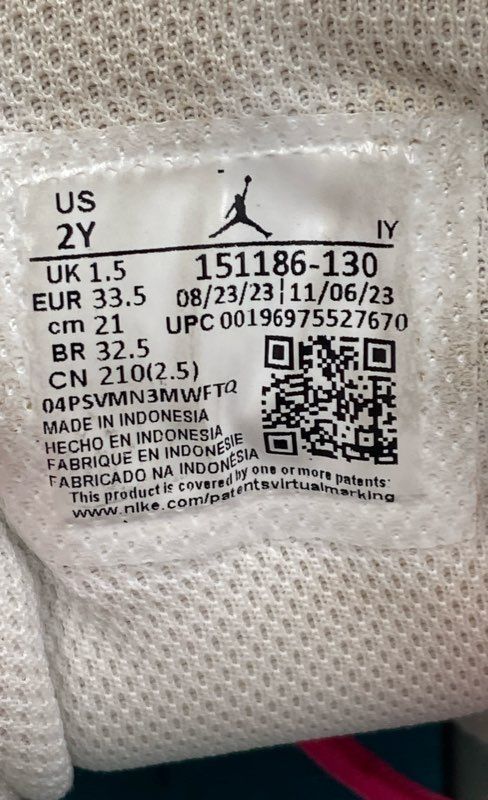 US
2Y
IY
UK 1.5 151186-130
EUR 33.5 08/23/23 | 11/06/23
cm 21 UPC 00196975527670
BR 32.5
CN 210(2.5)
04PSVMN3MWFTQ
MADE IN INDONESIA
HECHO EN INDONESIA
FABRIQUE EN INDONESIE
FABRICADO NA INDONÉSIA
This product is covered by one or more patents:
www.nike.com/patentsvirtualmarking